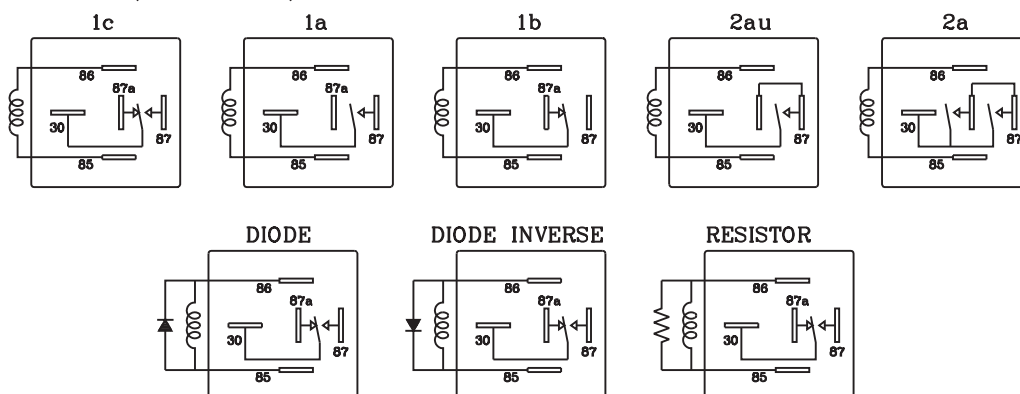 1c 1a 1b 2au 2a
86 86 86 86 86
87a 87a 87a
30 30 30 30 30
87 87 87 87 87
85 85 85 85 85
DIODE DIODE INVERSE RESISTOR
86 86 86
87a 87a 87a
30 30 30
87 87 87
85 85 85